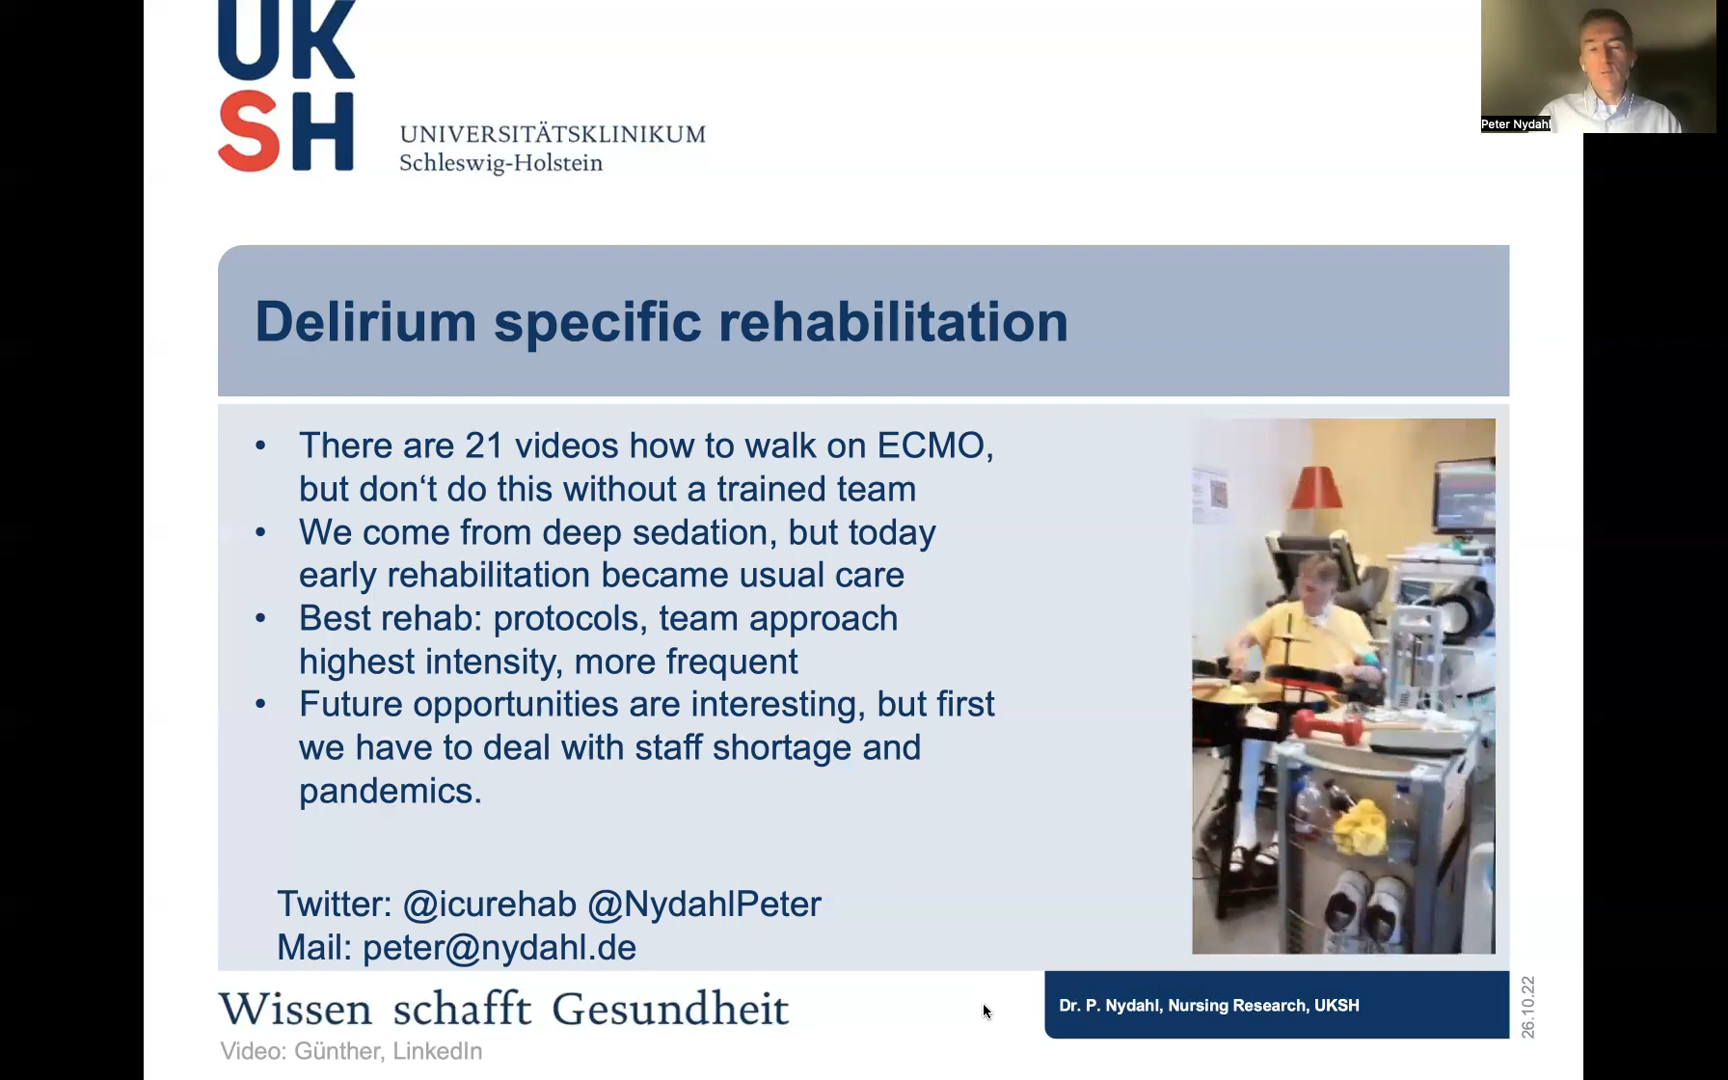 UK
SH
UNIVERSITÄTSKLINIKUM
Schleswig-Holstein
Peter Nydahl
Delirium specific rehabilitation
• There are 21 videos how to walk on ECMO,
but don‘t do this without a trained team
• We come from deep sedation, but today
early rehabilitation became usual care
• Best rehab: protocols, team approach
highest intensity, more frequent
• Future opportunities are interesting, but first
we have to deal with staff shortage and
pandemics.
Twitter: @icurehab @NydahlPeter
Mail: peter@nydahl.de
Wissen schafft Gesundheit
Dr. P. Nydahl, Nursing Research, UKSH
26.10.22
Video: Günther, LinkedIn